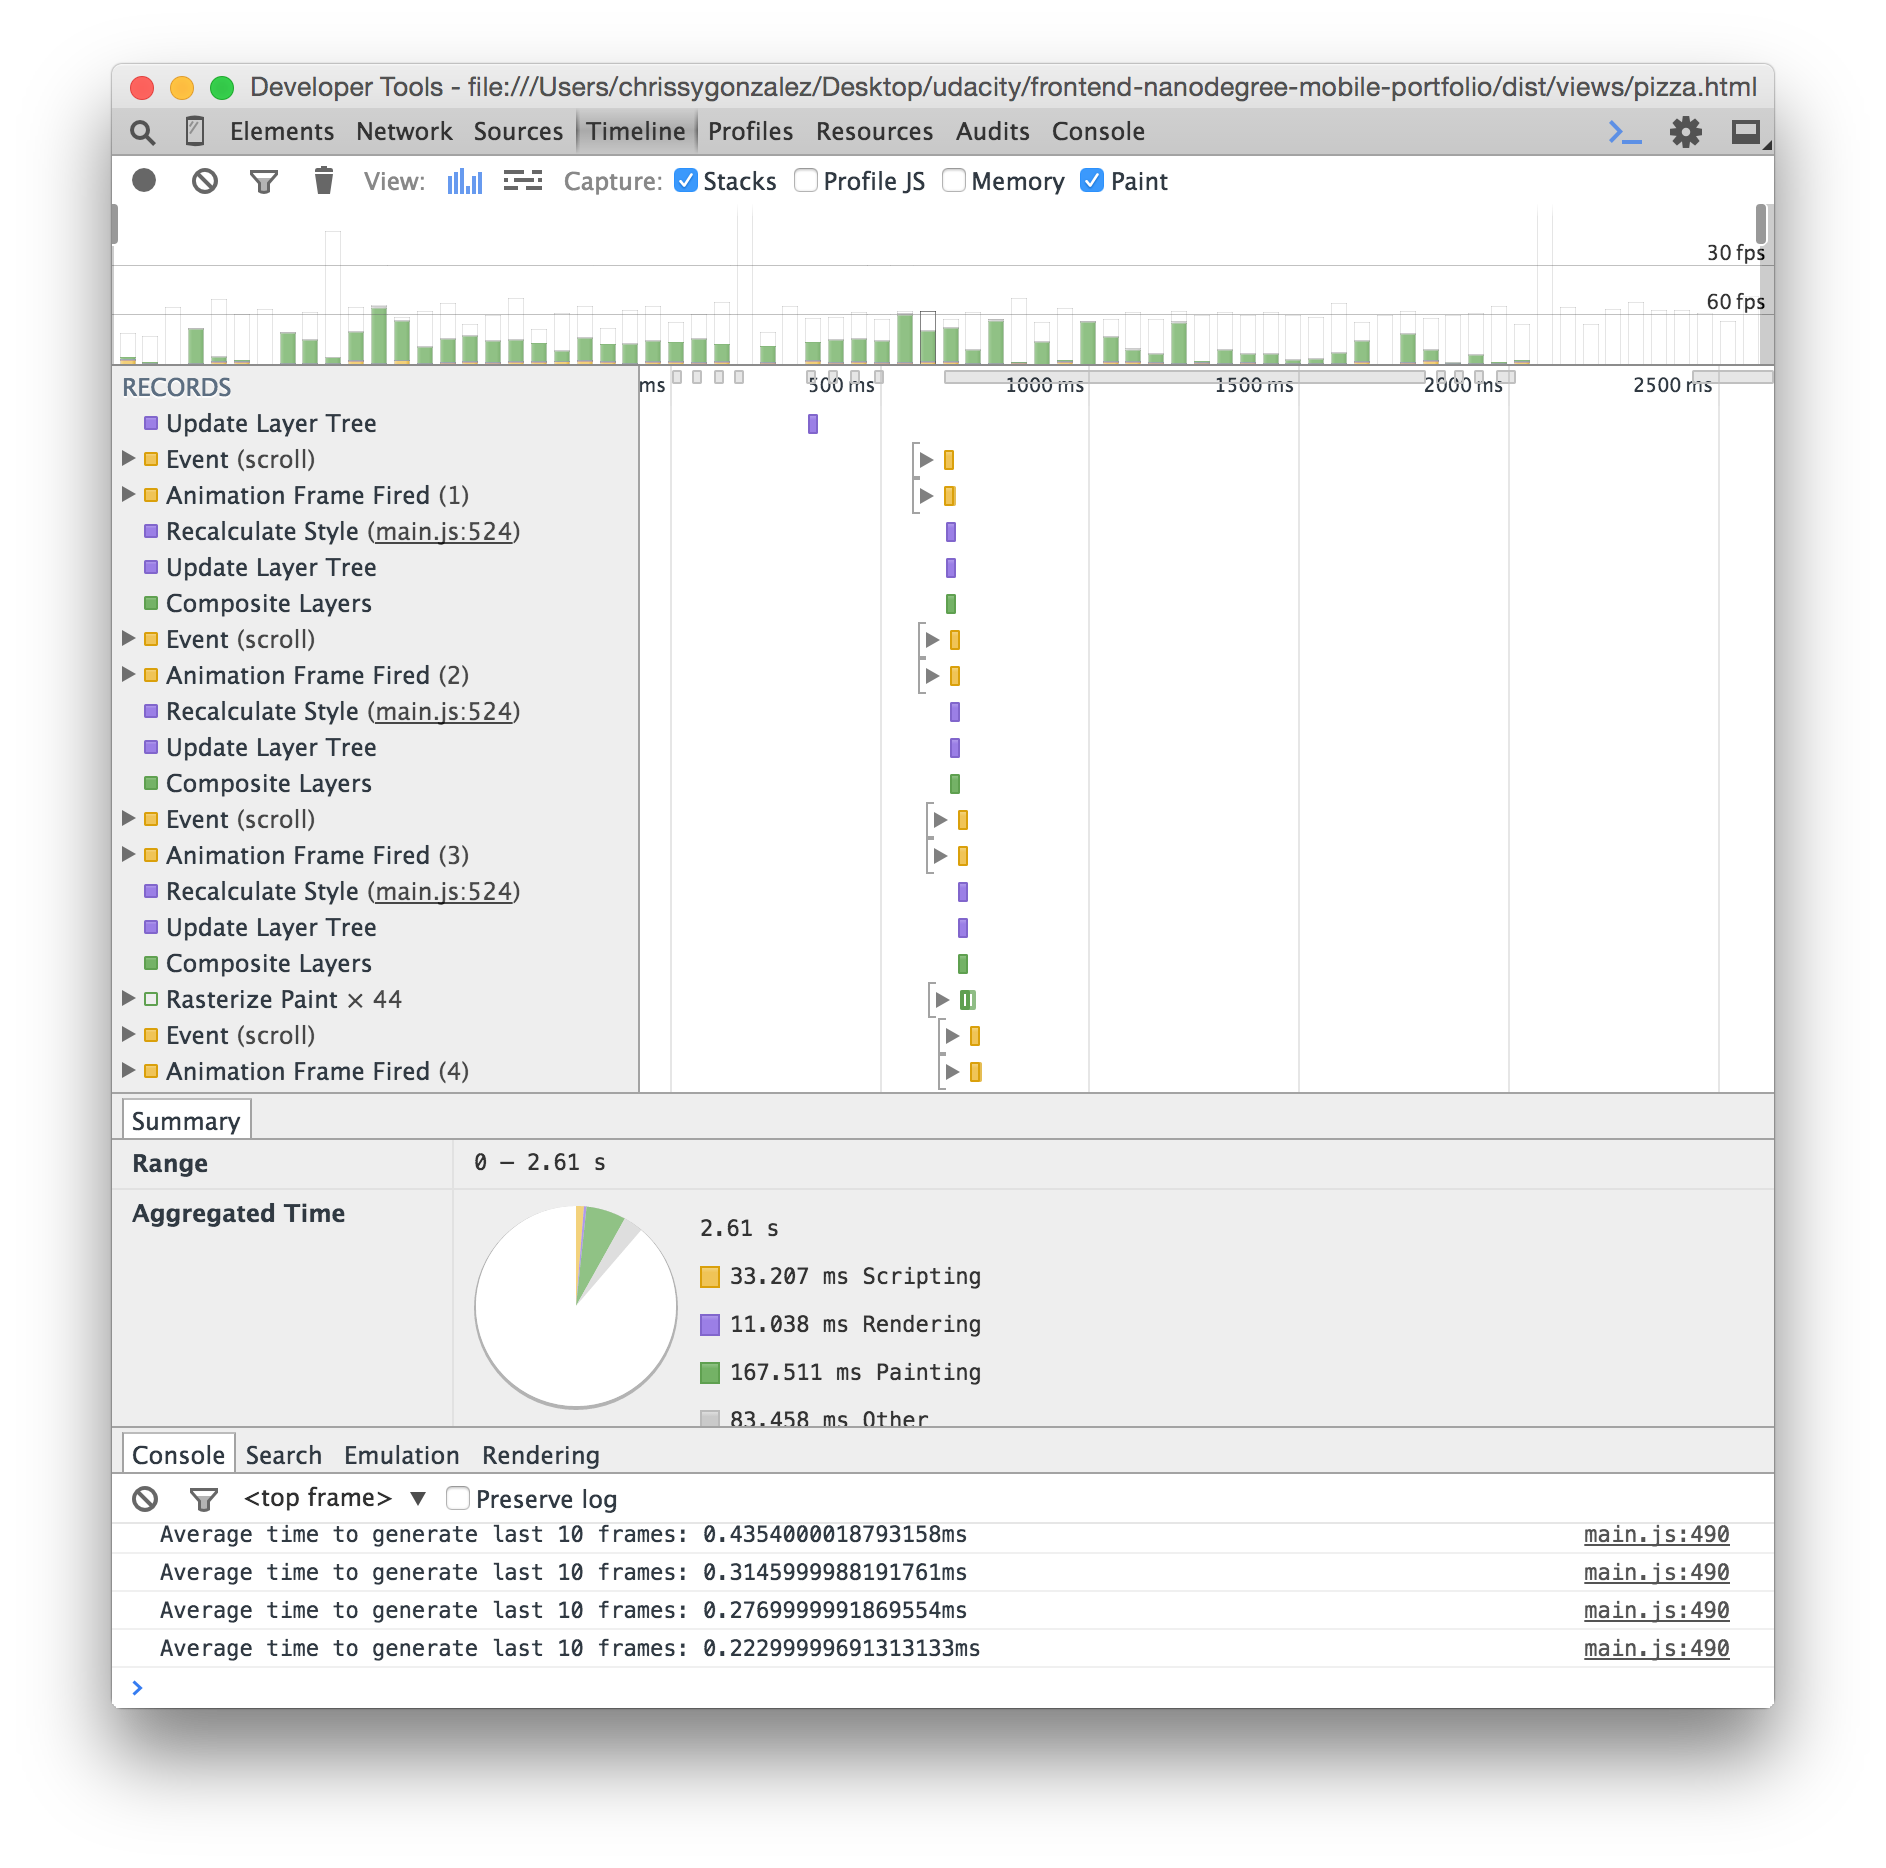 Developer Tools - file:///Users/chrissygonzalez/Desktop/udacity/frontend-nanodegree-mobile-portfolio/dist/views/pizza.html
Elements Network Sources Timeline Profiles Resources Audits Console
View: Capture: Stacks Profile JS Memory Paint
30 fps
60 fps
RECORDS
ms 500 ms 1000 ms 1500 ms 2000 ms 2500 ms
Update Layer Tree
Event (scroll)
Animation Frame Fired (1)
Recalculate Style (main.js:524)
Update Layer Tree
Composite Layers
Event (scroll)
Animation Frame Fired (2)
Recalculate Style (main.js:524)
Update Layer Tree
Composite Layers
Event (scroll)
Animation Frame Fired (3)
Recalculate Style (main.js:524)
Update Layer Tree
Composite Layers
Rasterize Paint × 44
Event (scroll)
Animation Frame Fired (4)
Summary
Range 0 – 2.61 s
Aggregated Time
2.61 s
33.207 ms Scripting
11.038 ms Rendering
167.511 ms Painting
83.458 ms Other
Console Search Emulation Rendering
<top frame> ▼ Preserve log
Average time to generate last 10 frames: 0.4354000018793158ms main.js:490
Average time to generate last 10 frames: 0.3145999988191761ms main.js:490
Average time to generate last 10 frames: 0.2769999991869554ms main.js:490
Average time to generate last 10 frames: 0.22299999691313133ms main.js:490
>